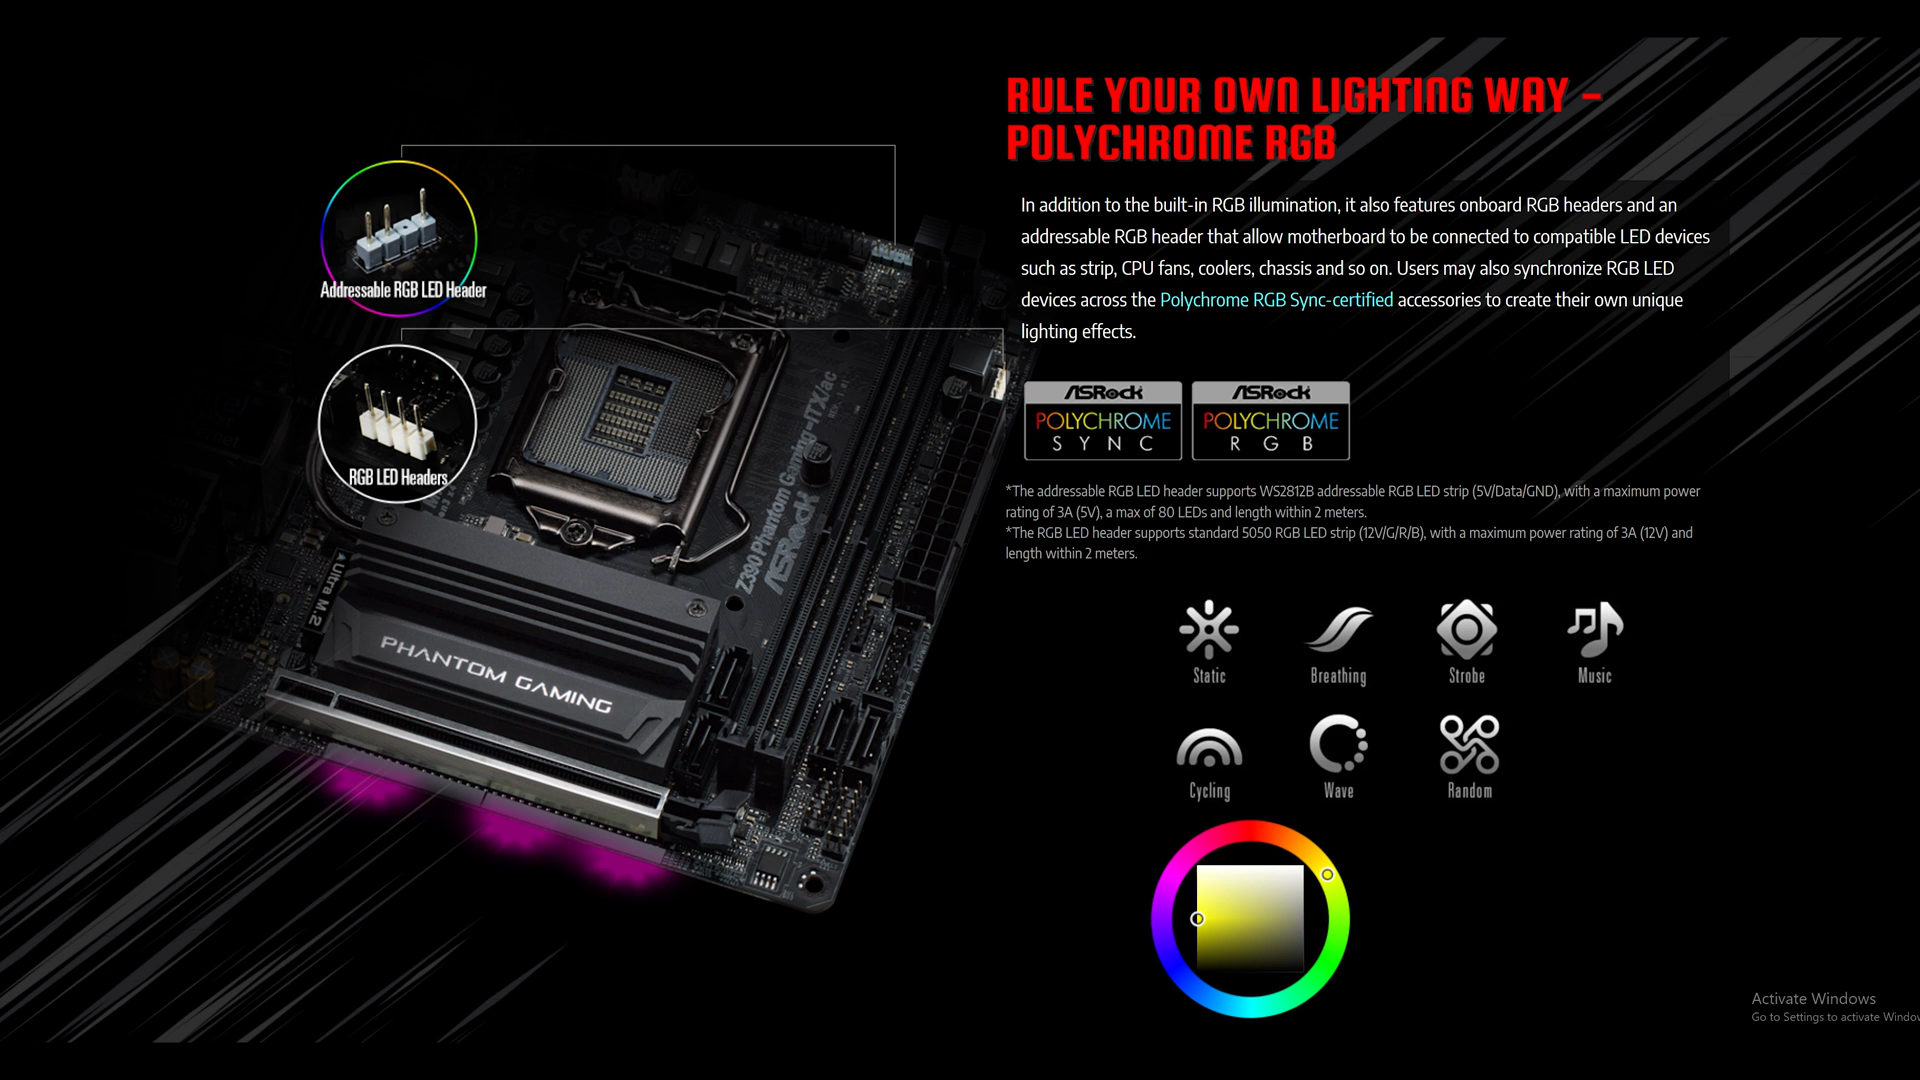 RULE YOUR OWN LIGHTING WAY –
POLYCHROME RGB
In addition to the built-in RGB illumination, it also features onboard RGB headers and an
addressable RGB header that allow motherboard to be connected to compatible LED devices
such as strip, CPU fans, coolers, chassis and so on. Users may also synchronize RGB LED
devices across the Polychrome RGB Sync-certified accessories to create their own unique
lighting effects.
ASRock
POLYCHROME
SYNC
ASRock
POLYCHROME
RGB
*The addressable RGB LED header supports WS2812B addressable RGB LED strip (5V/Data/GND), with a maximum power
rating of 3A (5V), a max of 80 LEDs and length within 2 meters.
*The RGB LED header supports standard 5050 RGB LED strip (12V/G/R/B), with a maximum power rating of 3A (12V) and
length within 2 meters.
Static
Breathing
Strobe
Music
Cycling
Wave
Random
Addressable RGB LED Header
RGB LED Headers
Z390 Phantom Gaming-ITX/ac
ASRock
Ultra M.2
PHANTOM GAMING
Activate Windows
Go to Settings to activate Window